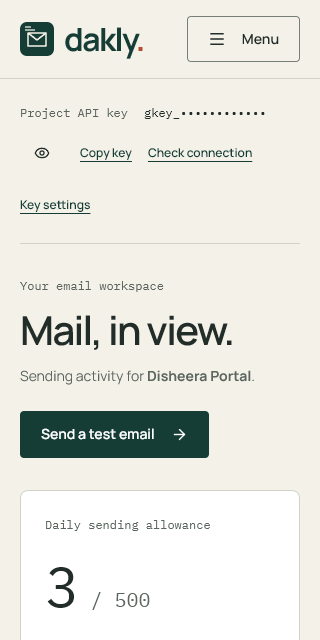 dakly.
Menu
Project API key gkey_••••••••••••
Copy key Check connection
Key settings
Your email workspace
Mail, in view.
Sending activity for Disheera Portal.
Send a test email →
Daily sending allowance
3 / 500